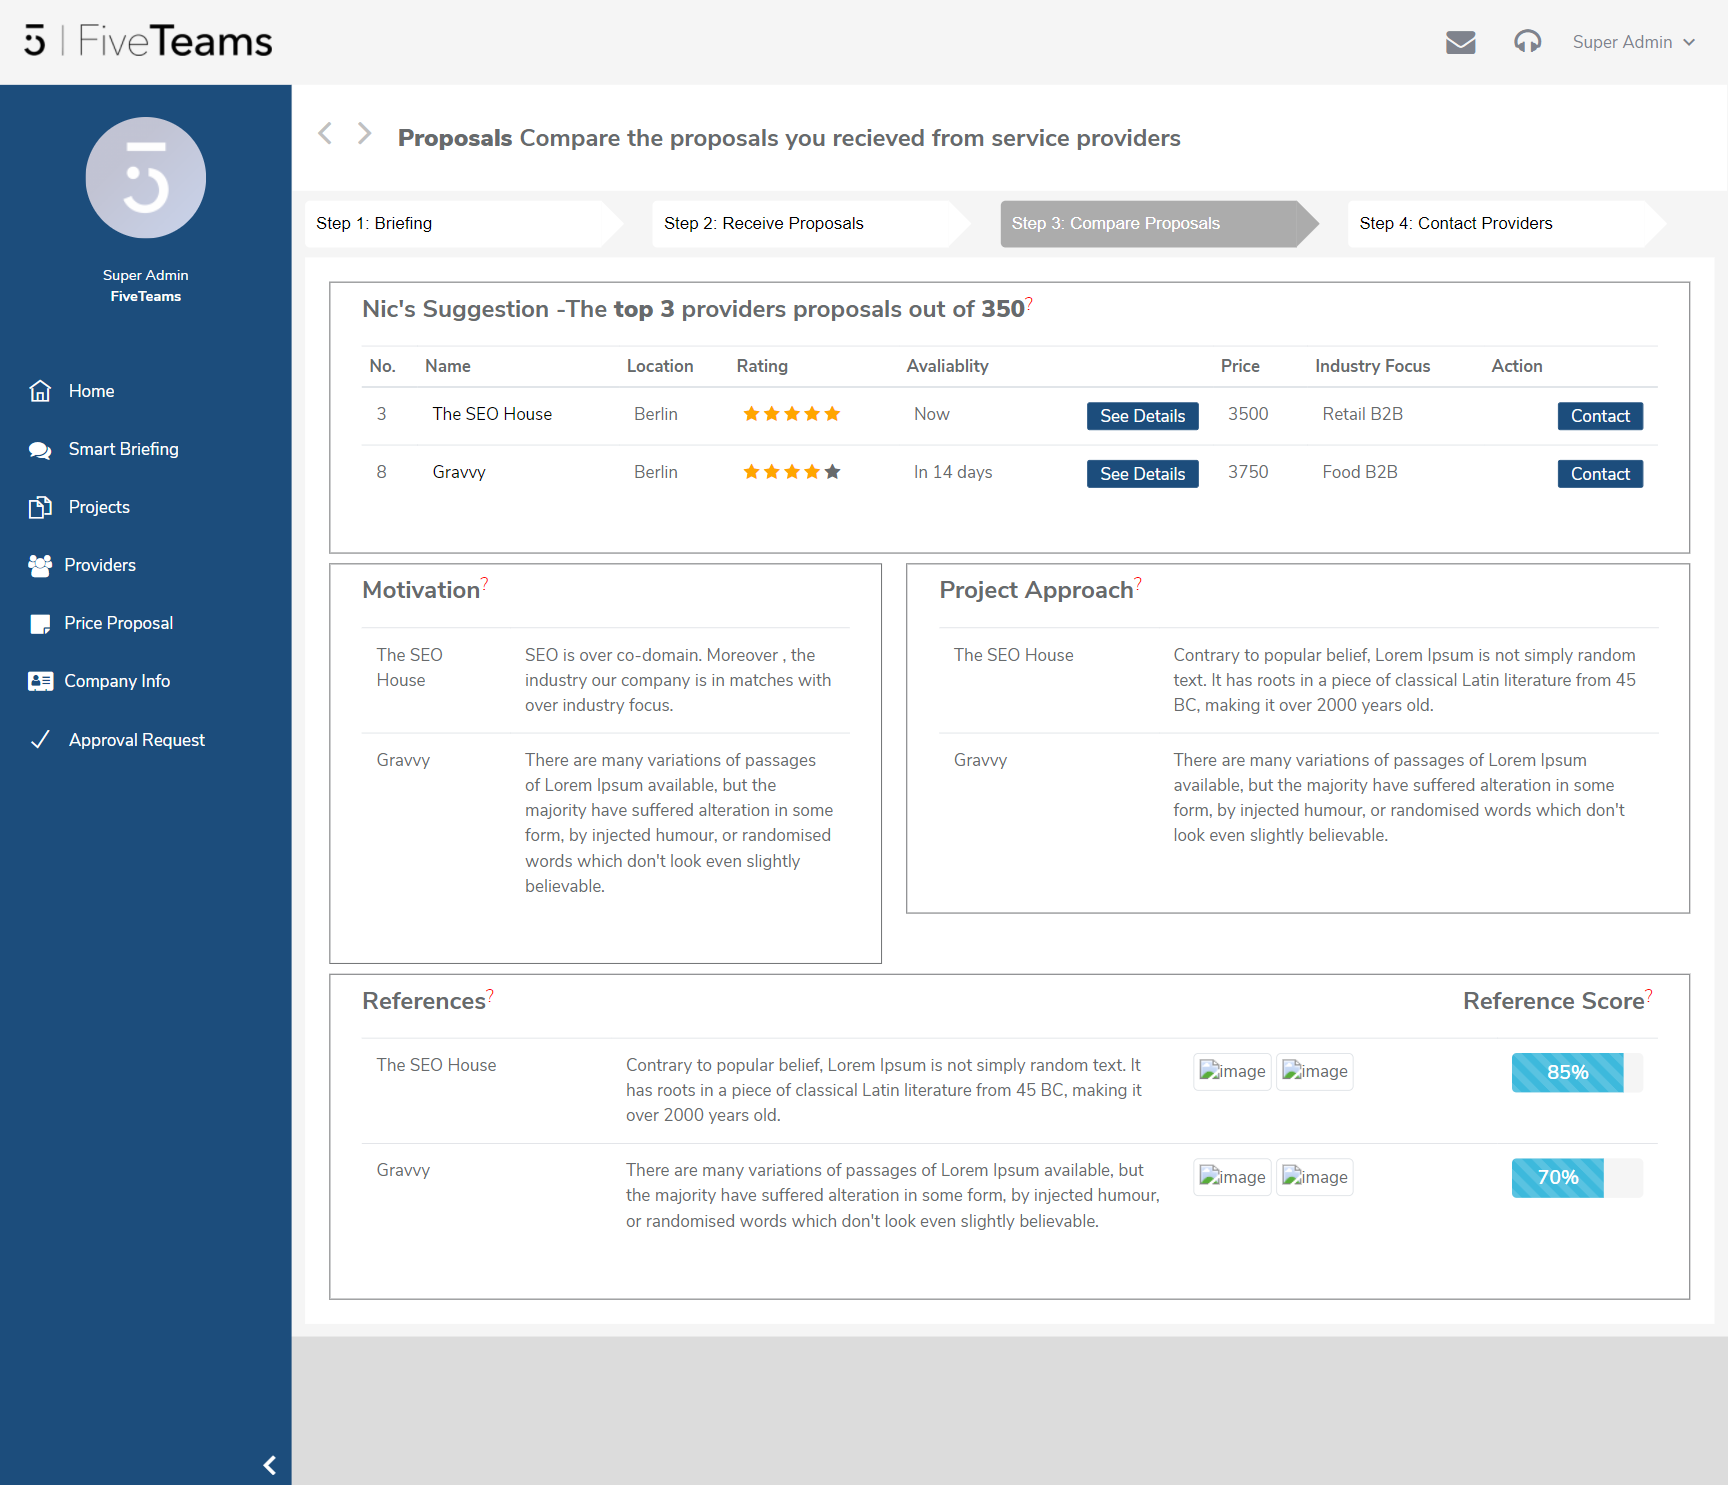 FiveTeams
Super Admin
Super Admin
FiveTeams
Home
Smart Briefing
Projects
Providers
Price Proposal
Company Info
Approval Request
Proposals Compare the proposals you recieved from service providers
Step 1: Briefing
Step 2: Receive Proposals
Step 3: Compare Proposals
Step 4: Contact Providers
Nic's Suggestion -The top 3 providers proposals out of 350?
No. Name Location Rating Avaliablity Price Industry Focus Action
3 The SEO House Berlin Now See Details 3500 Retail B2B Contact
8 Gravvy Berlin In 14 days See Details 3750 Food B2B Contact
Motivation?
The SEO
House
SEO is over co-domain. Moreover , the
industry our company is in matches with
over industry focus.
Gravvy
There are many variations of passages
of Lorem Ipsum available, but the
majority have suffered alteration in some
form, by injected humour, or randomised
words which don't look even slightly
believable.
Project Approach?
The SEO House
Contrary to popular belief, Lorem Ipsum is not simply random
text. It has roots in a piece of classical Latin literature from 45
BC, making it over 2000 years old.
Gravvy
There are many variations of passages of Lorem Ipsum
available, but the majority have suffered alteration in some
form, by injected humour, or randomised words which don't
look even slightly believable.
References?
Reference Score?
The SEO House
Contrary to popular belief, Lorem Ipsum is not simply random text. It
has roots in a piece of classical Latin literature from 45 BC, making it
over 2000 years old.
image image
85%
Gravvy
There are many variations of passages of Lorem Ipsum available, but
the majority have suffered alteration in some form, by injected humour,
or randomised words which don't look even slightly believable.
image image
70%